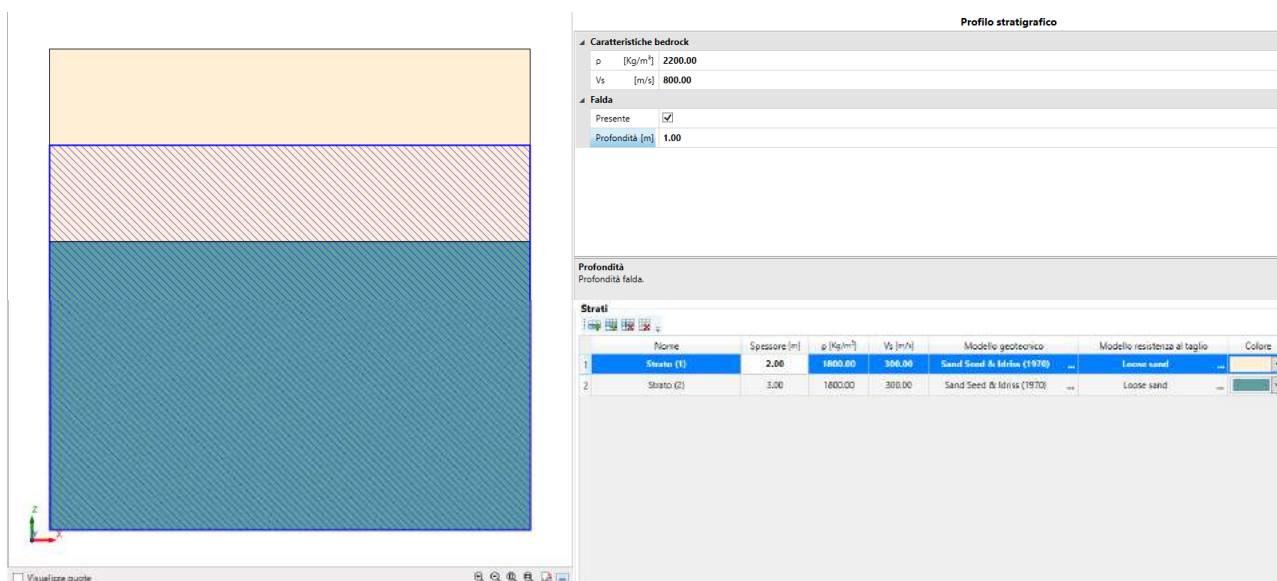 Profilo stratigrafico
Caratteristiche bedrock
ρ [Kg/m³] 2200.00
Vs [m/s] 800.00
Falda
Presente
Profondità [m] 1.00
Profondità
Profondità falda.
Strati
Nome Spessore [m] ρ [Kg/m³] Vs [m/s] Modello geotecnico Modello resistenza al taglio Colore
1 Strato (1) 2.00 1800.00 300.00 Sand Seed & Idriss (1970) ... Loose sand ...
2 Strato (2) 3.00 1800.00 300.00 Sand Seed & Idriss (1970) ... Loose sand ...
Z
Y X
Visualizza quote